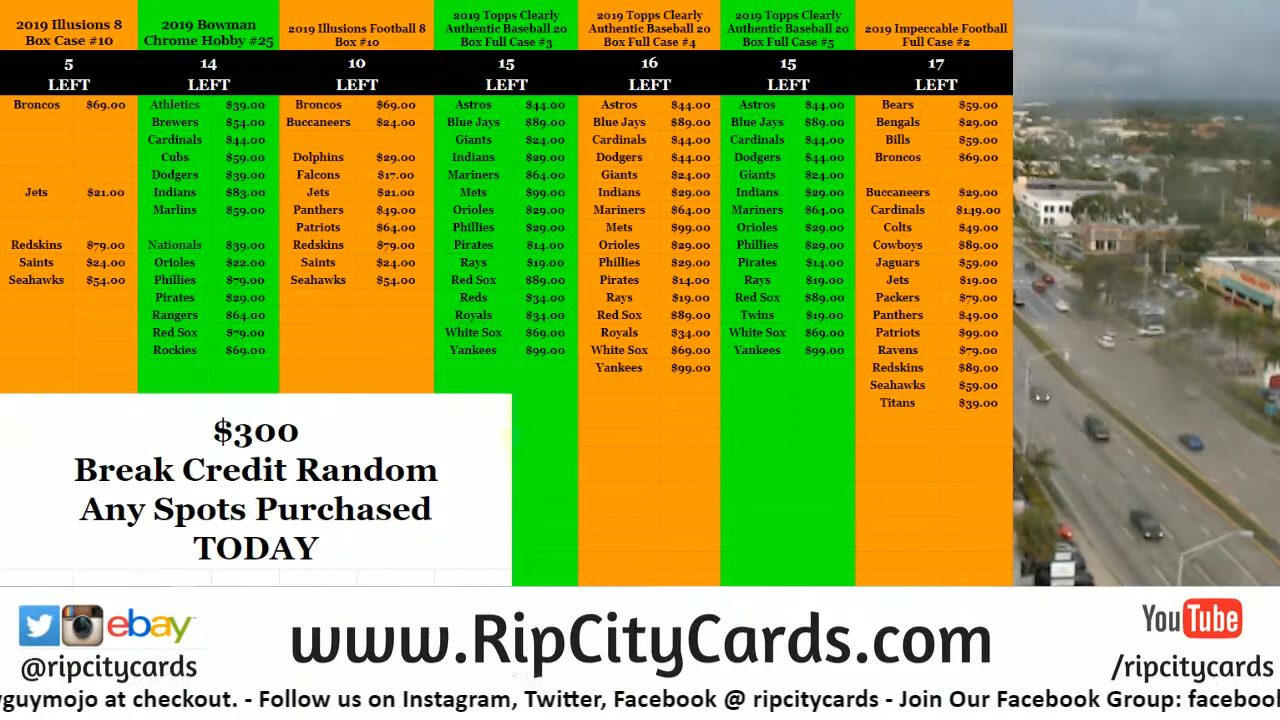 2019 Illusions 8
Box Case #10
5
LEFT
Broncos $69.00
Jets $21.00
Redskins $79.00
Saints $24.00
Seahawks $54.00
2019 Bowman
Chrome Hobby #25
14
LEFT
Athletics $39.00
Brewers $54.00
Cardinals $44.00
Cubs $59.00
Dodgers $39.00
Indians $83.00
Marlins $59.00
Nationals $39.00
Orioles $22.00
Phillies $79.00
Pirates $29.00
Rangers $64.00
Red Sox $79.00
Rockies $69.00
2019 Illusions Football 8
Box #10
10
LEFT
Broncos $69.00
Buccaneers $24.00
Dolphins $29.00
Falcons $17.00
Jets $21.00
Panthers $49.00
Patriots $64.00
Redskins $79.00
Saints $24.00
Seahawks $54.00
2019 Topps Clearly
Authentic Baseball 20
Box Full Case #3
15
LEFT
Astros $44.00
Blue Jays $89.00
Giants $24.00
Indians $29.00
Mariners $64.00
Mets $99.00
Orioles $29.00
Phillies $29.00
Pirates $14.00
Rays $19.00
Red Sox $89.00
Reds $34.00
Royals $34.00
White Sox $69.00
Yankees $99.00
2019 Topps Clearly
Authentic Baseball 20
Box Full Case #4
16
LEFT
Astros $44.00
Blue Jays $89.00
Cardinals $44.00
Dodgers $44.00
Giants $24.00
Indians $29.00
Mariners $64.00
Mets $99.00
Orioles $29.00
Phillies $29.00
Pirates $14.00
Rays $19.00
Red Sox $89.00
Royals $34.00
White Sox $69.00
Yankees $99.00
2019 Topps Clearly
Authentic Baseball 20
Box Full Case #5
15
LEFT
Astros $44.00
Blue Jays $89.00
Cardinals $44.00
Dodgers $44.00
Giants $24.00
Indians $29.00
Mariners $64.00
Orioles $29.00
Phillies $29.00
Pirates $14.00
Rays $19.00
Red Sox $89.00
Twins $19.00
White Sox $69.00
Yankees $99.00
2019 Impeccable Football
Full Case #2
17
LEFT
Bears $59.00
Bengals $29.00
Bills $59.00
Broncos $69.00
Buccaneers $29.00
Cardinals $149.00
Colts $49.00
Cowboys $89.00
Jaguars $59.00
Jets $19.00
Packers $79.00
Panthers $49.00
Patriots $99.00
Ravens $79.00
Redskins $89.00
Seahawks $59.00
Titans $39.00
$300
Break Credit Random
Any Spots Purchased
TODAY
ebay
@ripcitycards
www.RipCityCards.com
YouTube
/ripcitycards
yguymojo at checkout. - Follow us on Instagram, Twitter, Facebook @ ripcitycards - Join Our Facebook Group: facebool